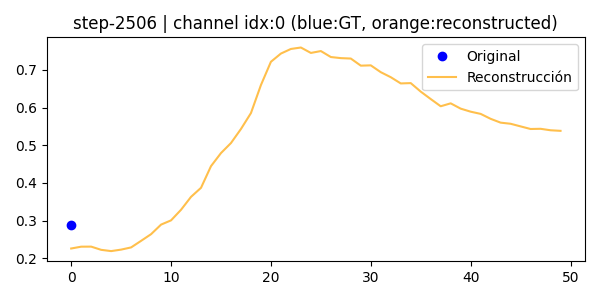 step-2506 | channel idx:0 (blue:GT, orange:reconstructed)
Original
Reconstrucción
0.7
0.6
0.5
0.4
0.3
0.2
0 10 20 30 40 50